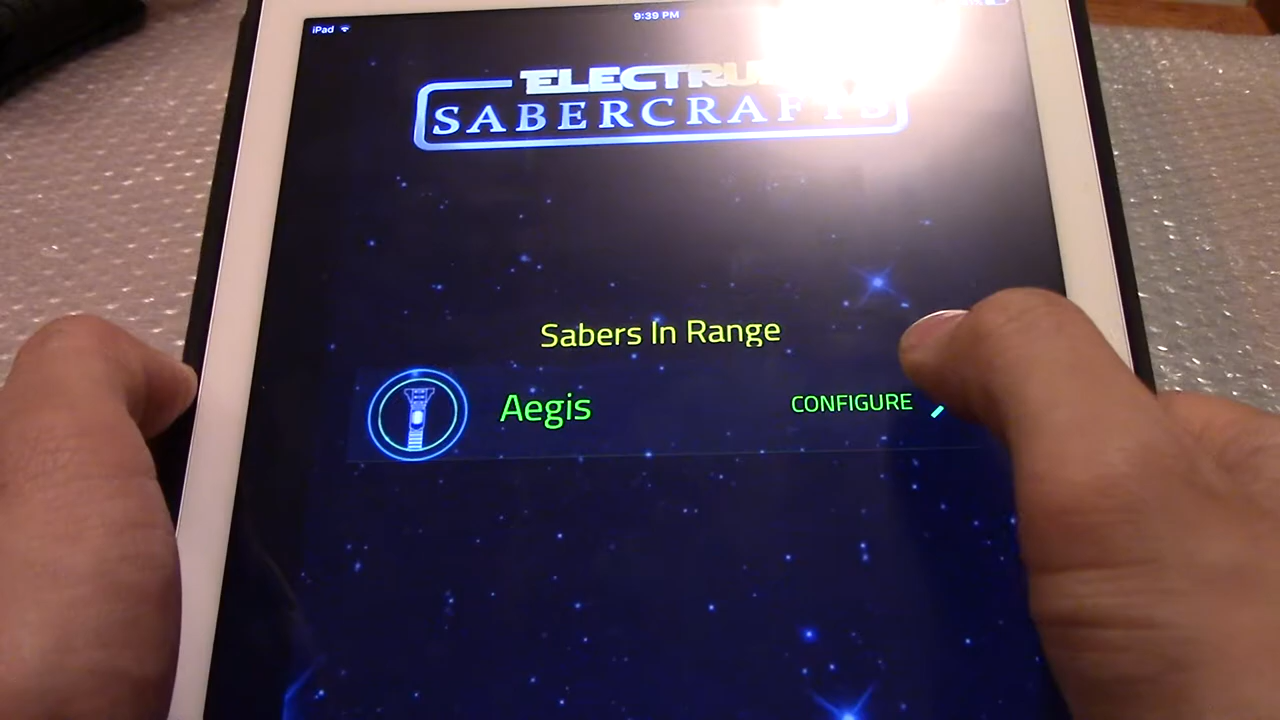 iPad
9:39 PM
SABERCRAFTS
Sabers In Range
Aegis
CONFIGURE